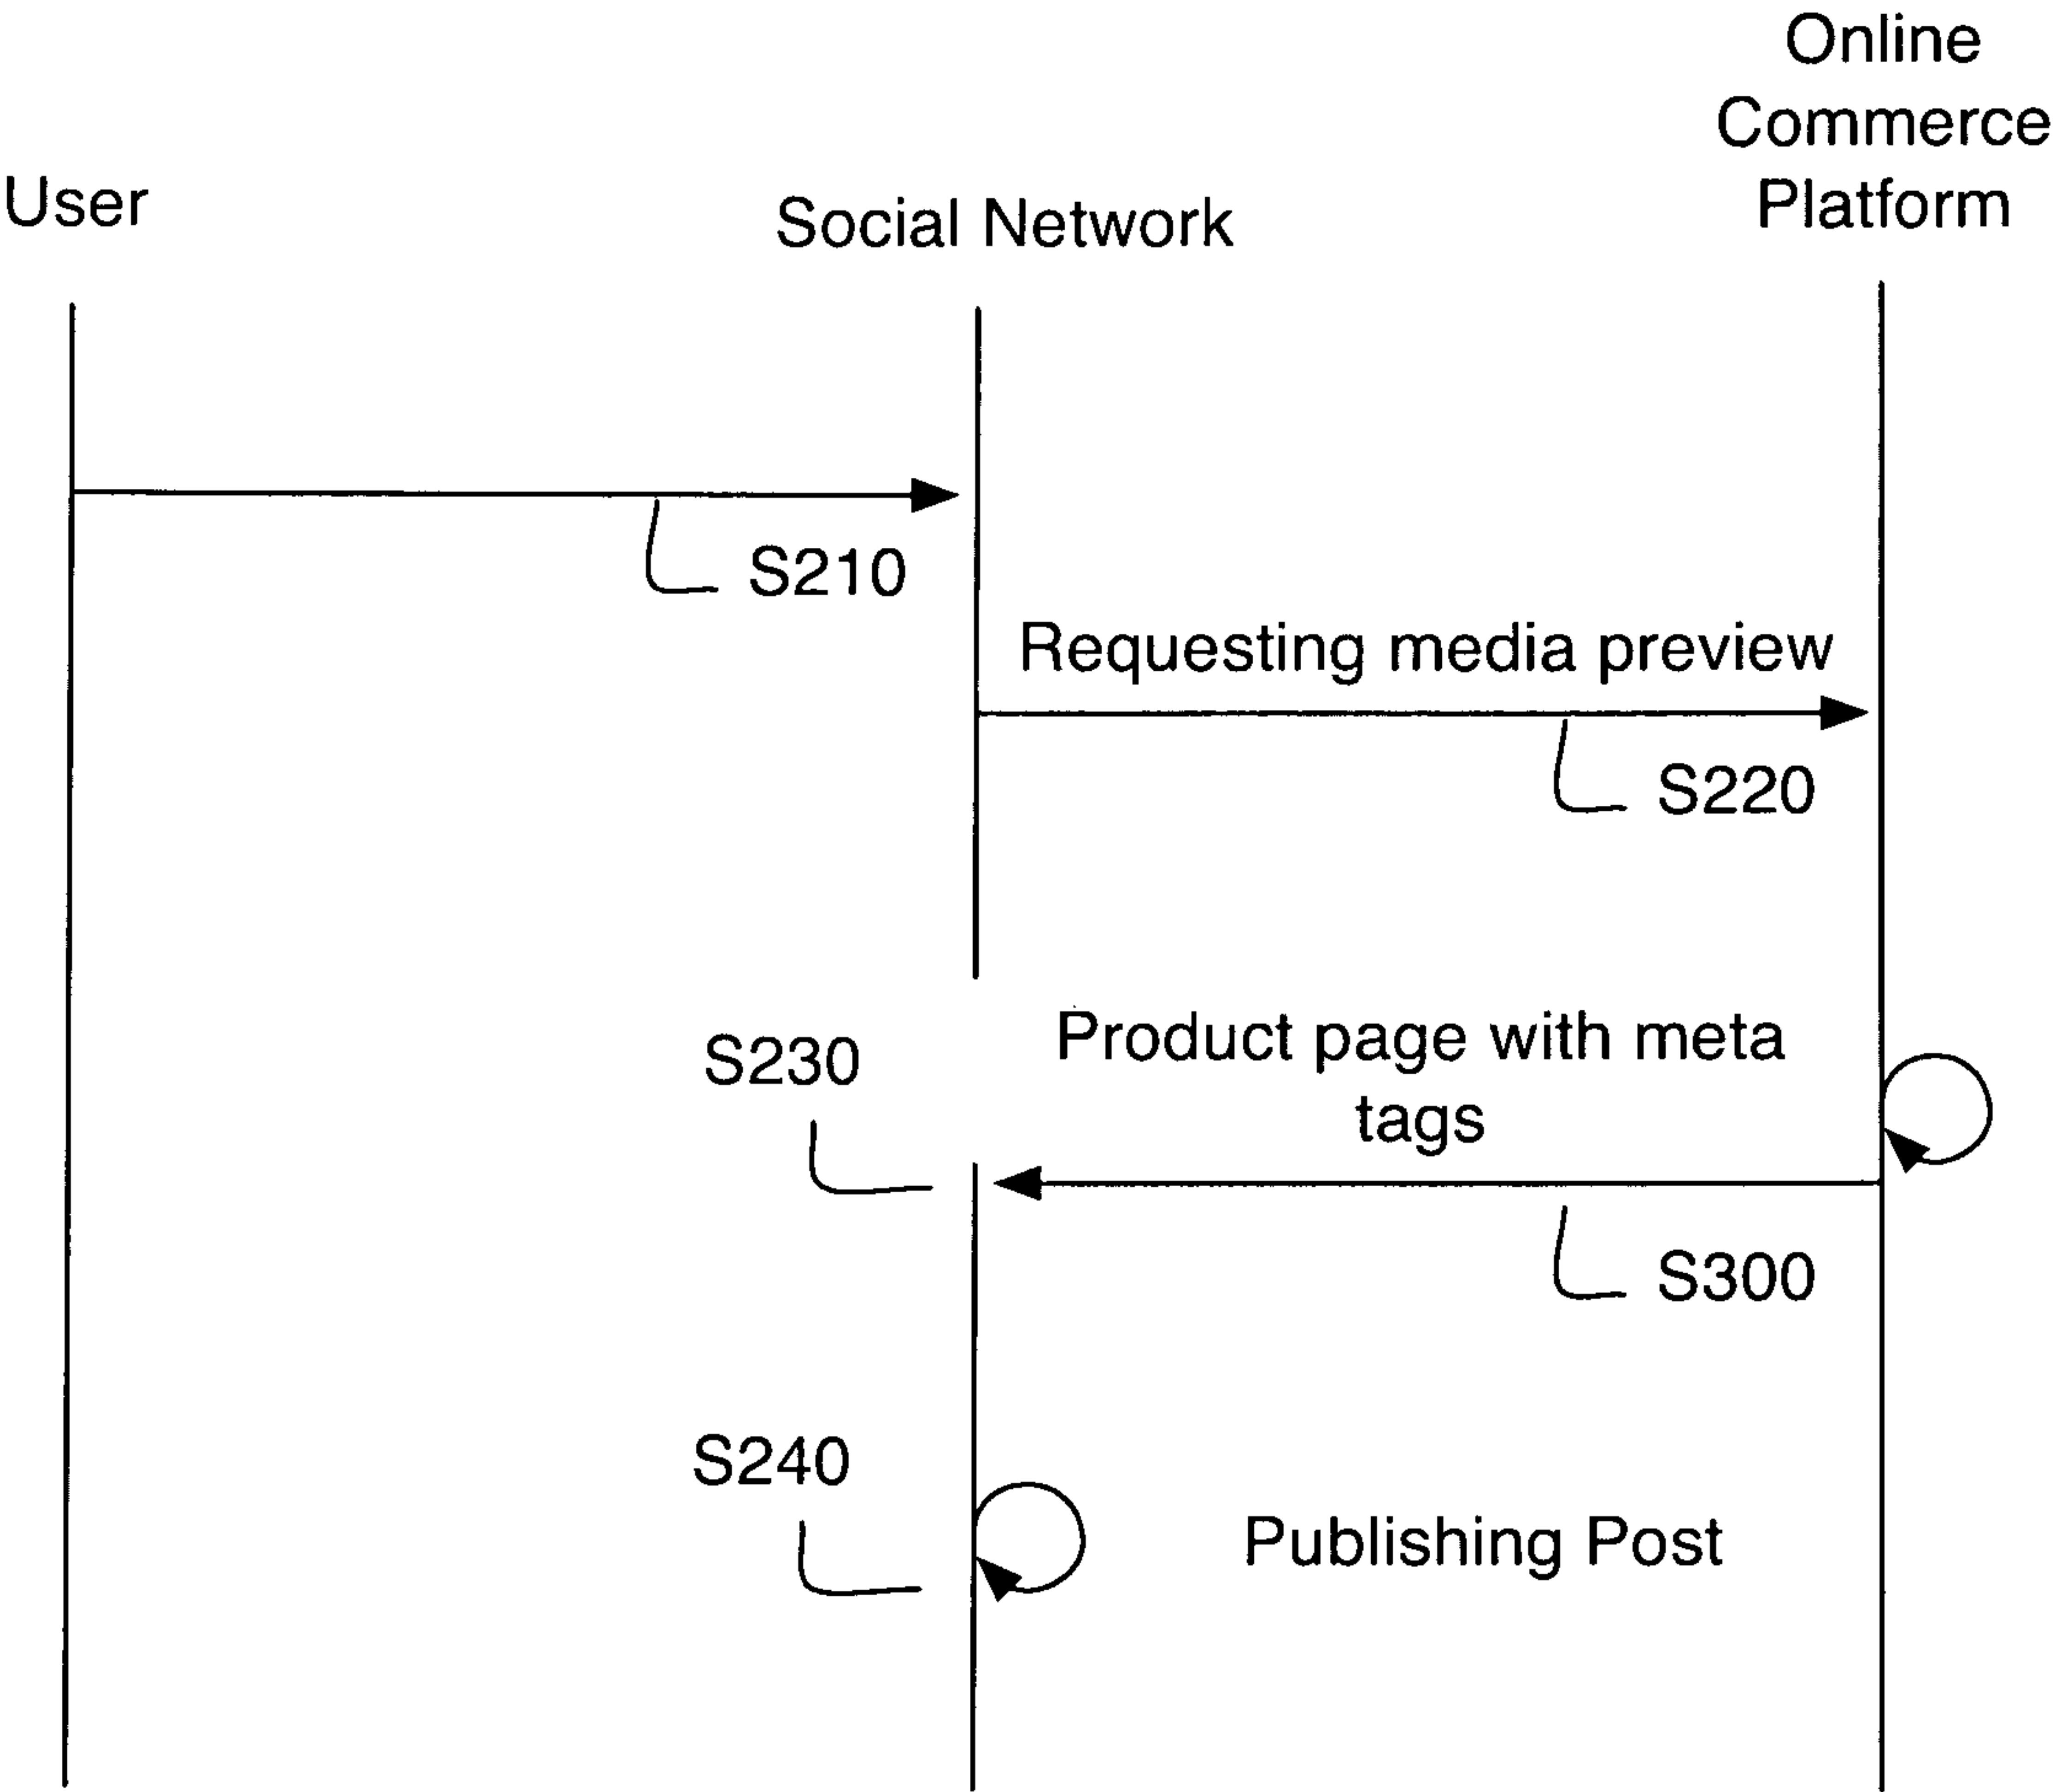 Online
Commerce
Platform
User
Social Network
S210
Requesting media preview
S220
Product page with meta
tags
S230
S300
S240
Publishing Post